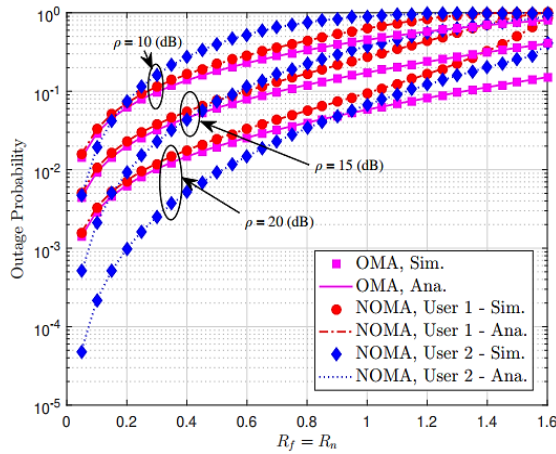 10^0
10^-1
10^-2
10^-3
10^-4
10^-5
Outage Probability
ρ = 10 (dB)
ρ = 15 (dB)
ρ = 20 (dB)
OMA, Sim.
OMA, Ana.
NOMA, User 1 - Sim.
NOMA, User 1 - Ana.
NOMA, User 2 - Sim.
NOMA, User 2 - Ana.
0 0.2 0.4 0.6 0.8 1 1.2 1.4 1.6
R_f = R_n